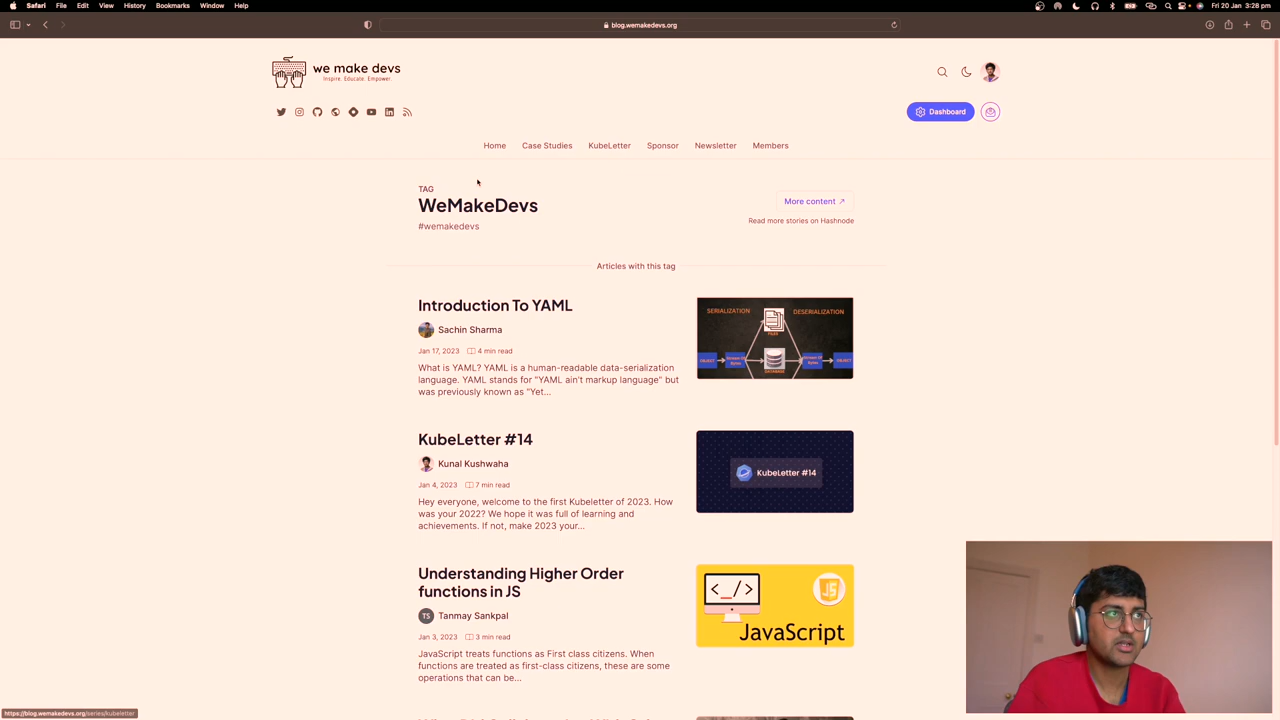 Safari File Edit View History Bookmarks Window Help
Fri 20 Jan 3:28 pm
blog.wemakedevs.org
we make devs
Inspire. Educate. Empower.
Dashboard
Home Case Studies KubeLetter Sponsor Newsletter Members
TAG
WeMakeDevs
#wemakedevs
More content ↗
Read more stories on Hashnode
Articles with this tag
Introduction To YAML
Sachin Sharma
Jan 17, 2023 4 min read
What is YAML? YAML is a human-readable data-serialization
language. YAML stands for "YAML ain't markup language" but
was previously known as "Yet...
SERIALIZATION DESERIALIZATION
FILE
OBJECT
DATABASE
OBJECT
KubeLetter #14
Kunal Kushwaha
Jan 4, 2023 7 min read
Hey everyone, welcome to the first Kubeletter of 2023. How
was your 2022? We hope it was full of learning and
achievements. If not, make 2023 your...
KubeLetter #14
Understanding Higher Order
functions in JS
TS Tanmay Sankpal
Jan 3, 2023 3 min read
JavaScript treats functions as First class citizens. When
functions are treated as first-class citizens, these are some
operations that can be...
</>
JS
JavaScript
https://blog.wemakedevs.org/series/kubeletter